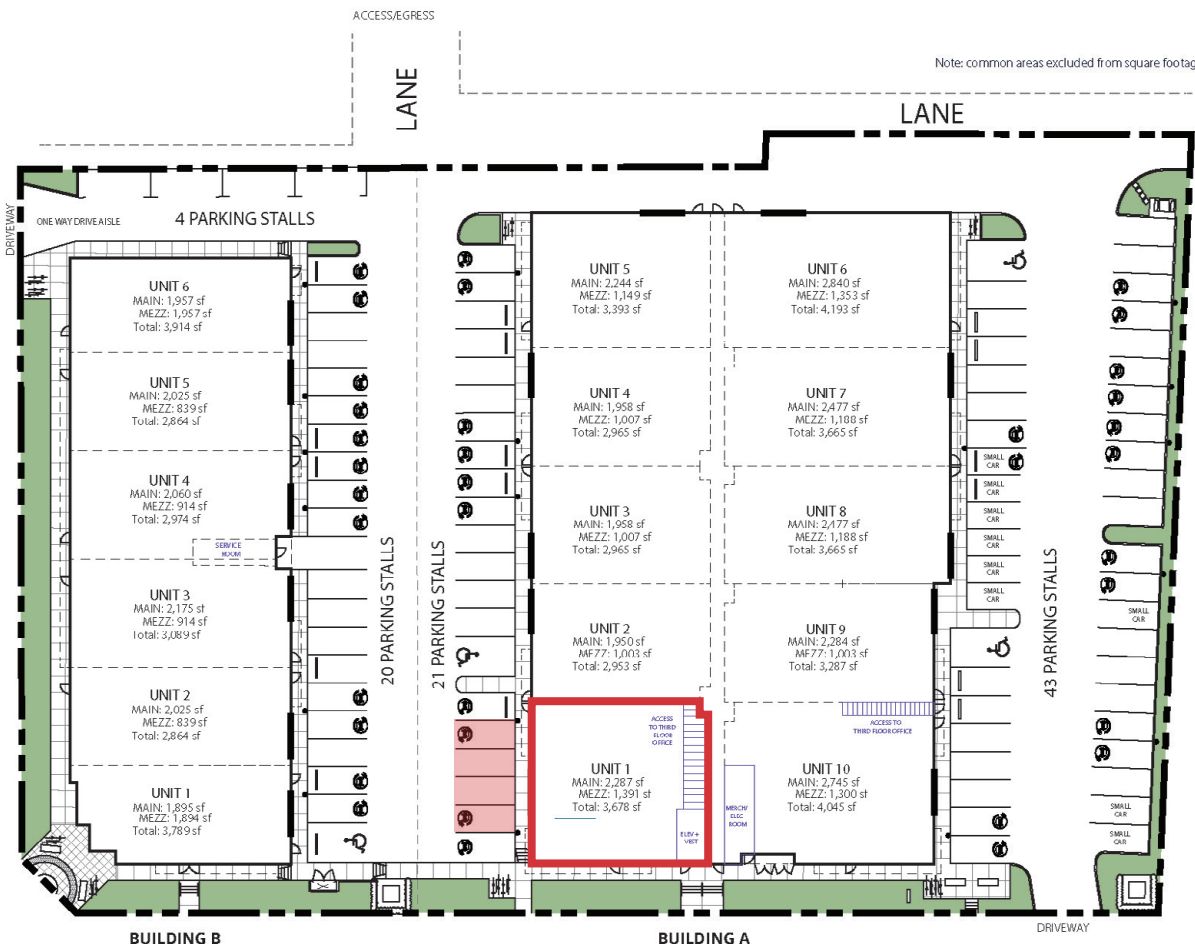 ACCESS/EGRESS
Note: common areas excluded from square footag
LANE
LANE
DRIVEWAY
ONE WAY DRIVE AISLE
4 PARKING STALLS
UNIT 6
MAIN: 1,957 sf
MEZZ: 1,957 sf
Total: 3,914 sf
UNIT 5
MAIN: 2,025 sf
MEZZ: 839 sf
Total: 2,864 sf
UNIT 4
MAIN: 2,060 sf
MEZZ: 914 sf
Total: 2,974 sf
SERVICE
ROOM
UNIT 3
MAIN: 2,175 sf
MEZZ: 914 sf
Total: 3,089 sf
UNIT 2
MAIN: 2,025 sf
MEZZ: 839 sf
Total: 2,864 sf
UNIT 1
MAIN: 1,895 sf
MEZZ: 1,894 sf
Total: 3,789 sf
20 PARKING STALLS
21 PARKING STALLS
UNIT 5
MAIN: 2,244 sf
MEZZ: 1,149 sf
Total: 3,393 sf
UNIT 6
MAIN: 2,840 sf
MEZZ: 1,353 sf
Total: 4,193 sf
UNIT 4
MAIN: 1,958 sf
MEZZ: 1,007 sf
Total: 2,965 sf
UNIT 7
MAIN: 2,477 sf
MEZZ: 1,188 sf
Total: 3,665 sf
UNIT 3
MAIN: 1,958 sf
MEZZ: 1,007 sf
Total: 2,965 sf
UNIT 8
MAIN: 2,477 sf
MEZZ: 1,188 sf
Total: 3,665 sf
UNIT 2
MAIN: 1,950 sf
MEZZ: 1,003 sf
Total: 2,953 sf
UNIT 9
MAIN: 2,284 sf
MEZZ: 1,003 sf
Total: 3,287 sf
ACCESS
TO THIRD
FLOOR
OFFICE
UNIT 1
MAIN: 2,287 sf
MEZZ: 1,391 sf
Total: 3,678 sf
ELEV +
VEST
ACCESS TO
THIRD FLOOR OFFICE
UNIT 10
MAIN: 2,745 sf
MEZZ: 1,300 sf
Total: 4,045 sf
MECH/
ELEC
ROOM
SMALL
CAR
SMALL
CAR
SMALL
CAR
SMALL
CAR
SMALL
CAR
SMALL
CAR
43 PARKING STALLS
SMALL
CAR
SMALL
CAR
SMALL
CAR
DRIVEWAY
BUILDING B
BUILDING A